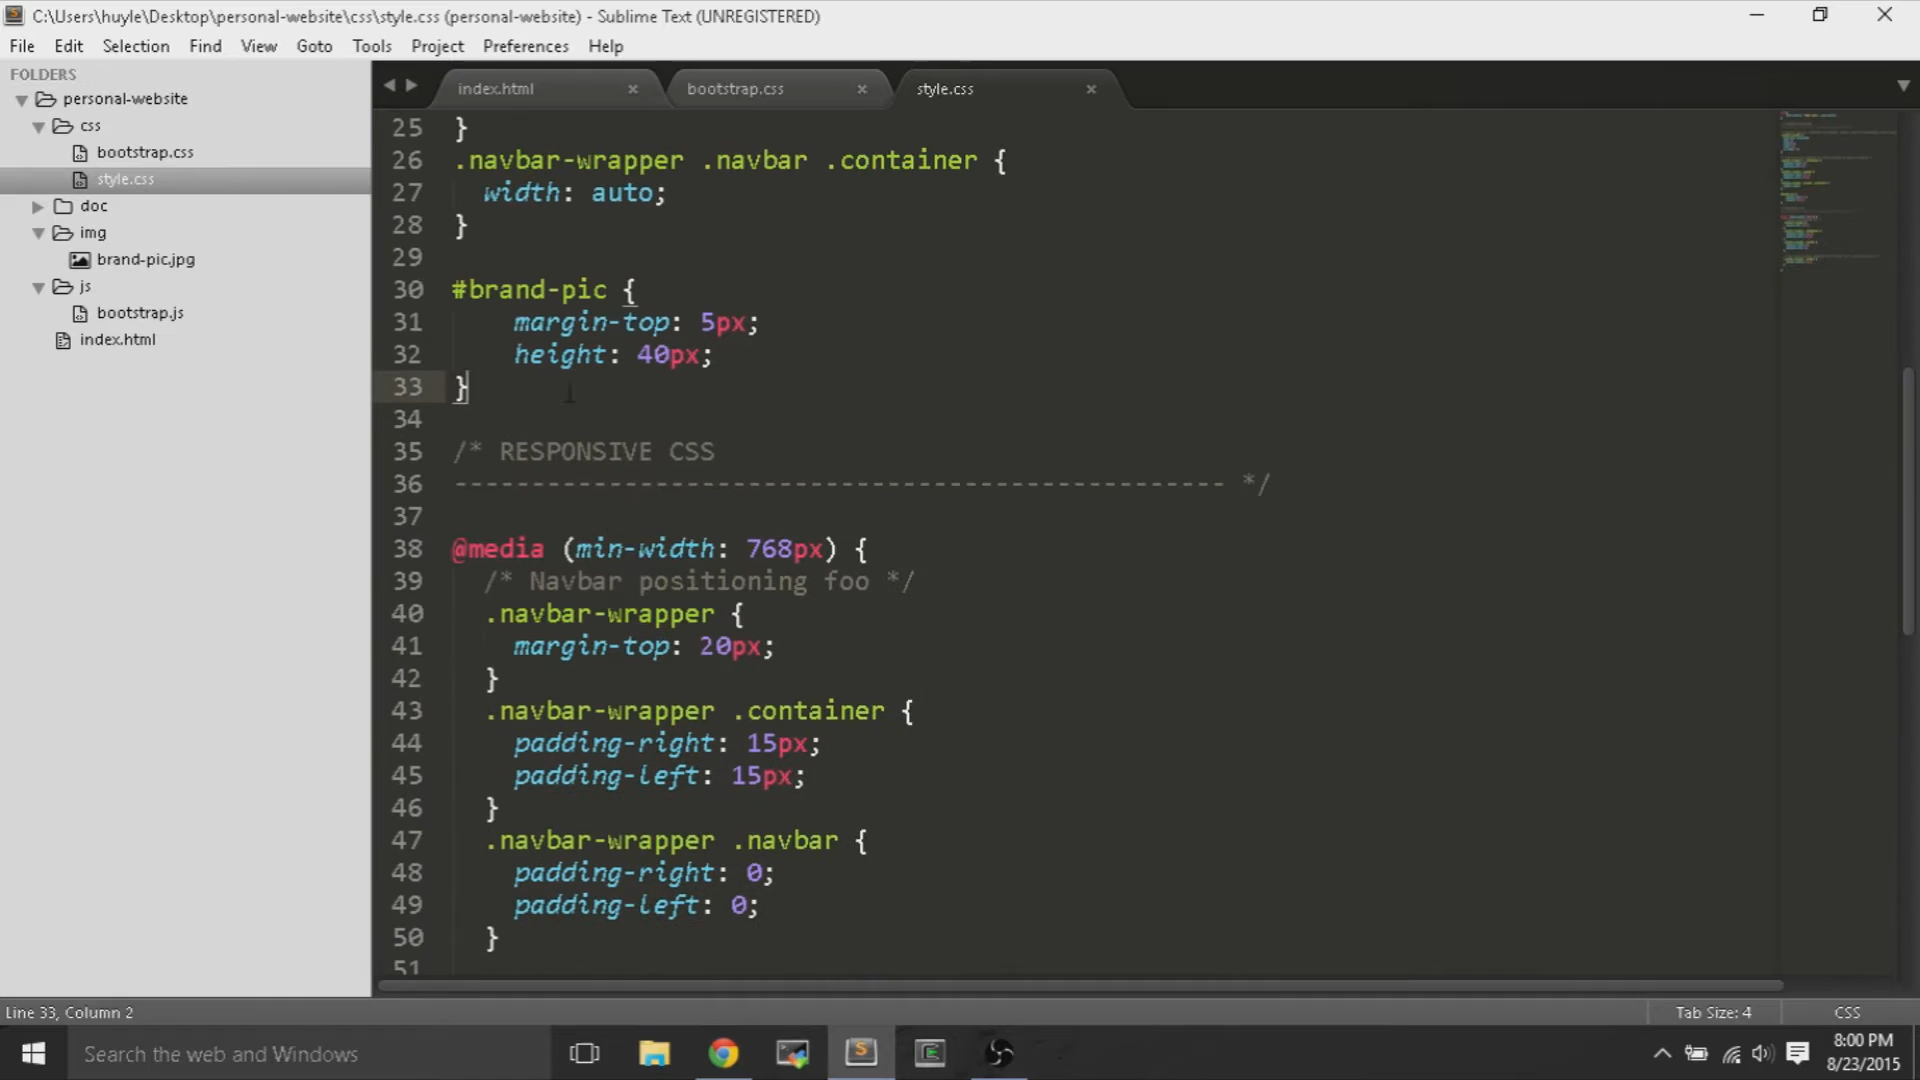 C:\Users\huyle\Desktop\personal-website\css\style.css (personal-website) - Sublime Text (UNREGISTERED)
File Edit Selection Find View Goto Tools Project Preferences Help
FOLDERS
personal-website
css
bootstrap.css
style.css
doc
img
brand-pic.jpg
js
bootstrap.js
index.html
index.html bootstrap.css style.css
25 }
26 .navbar-wrapper .navbar .container {
27 width: auto;
28 }
29
30 #brand-pic {
31 margin-top: 5px;
32 height: 40px;
33 }
34
35 /* RESPONSIVE CSS
36 -------------------------------------------------- */
37
38 @media (min-width: 768px) {
39 /* Navbar positioning foo */
40 .navbar-wrapper {
41 margin-top: 20px;
42 }
43 .navbar-wrapper .container {
44 padding-right: 15px;
45 padding-left: 15px;
46 }
47 .navbar-wrapper .navbar {
48 padding-right: 0;
49 padding-left: 0;
50 }
51
Line 33, Column 2 Tab Size: 4 CSS
Search the web and Windows
8:00 PM
8/23/2015